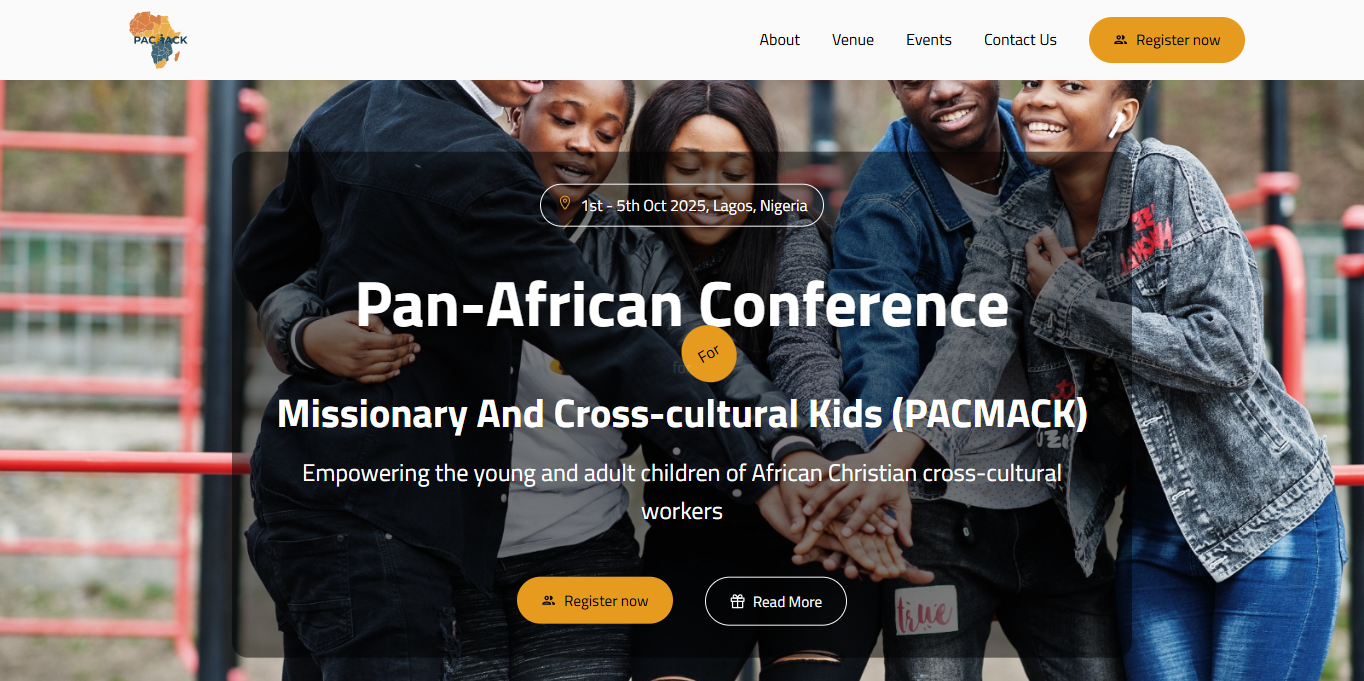 PACMACK
About
Venue
Events
Contact Us
Register now
1st - 5th Oct 2025, Lagos, Nigeria
Pan-African Conference
For
Missionary And Cross-cultural Kids (PACMACK)
Empowering the young and adult children of African Christian cross-cultural
workers
Register now
Read More
true